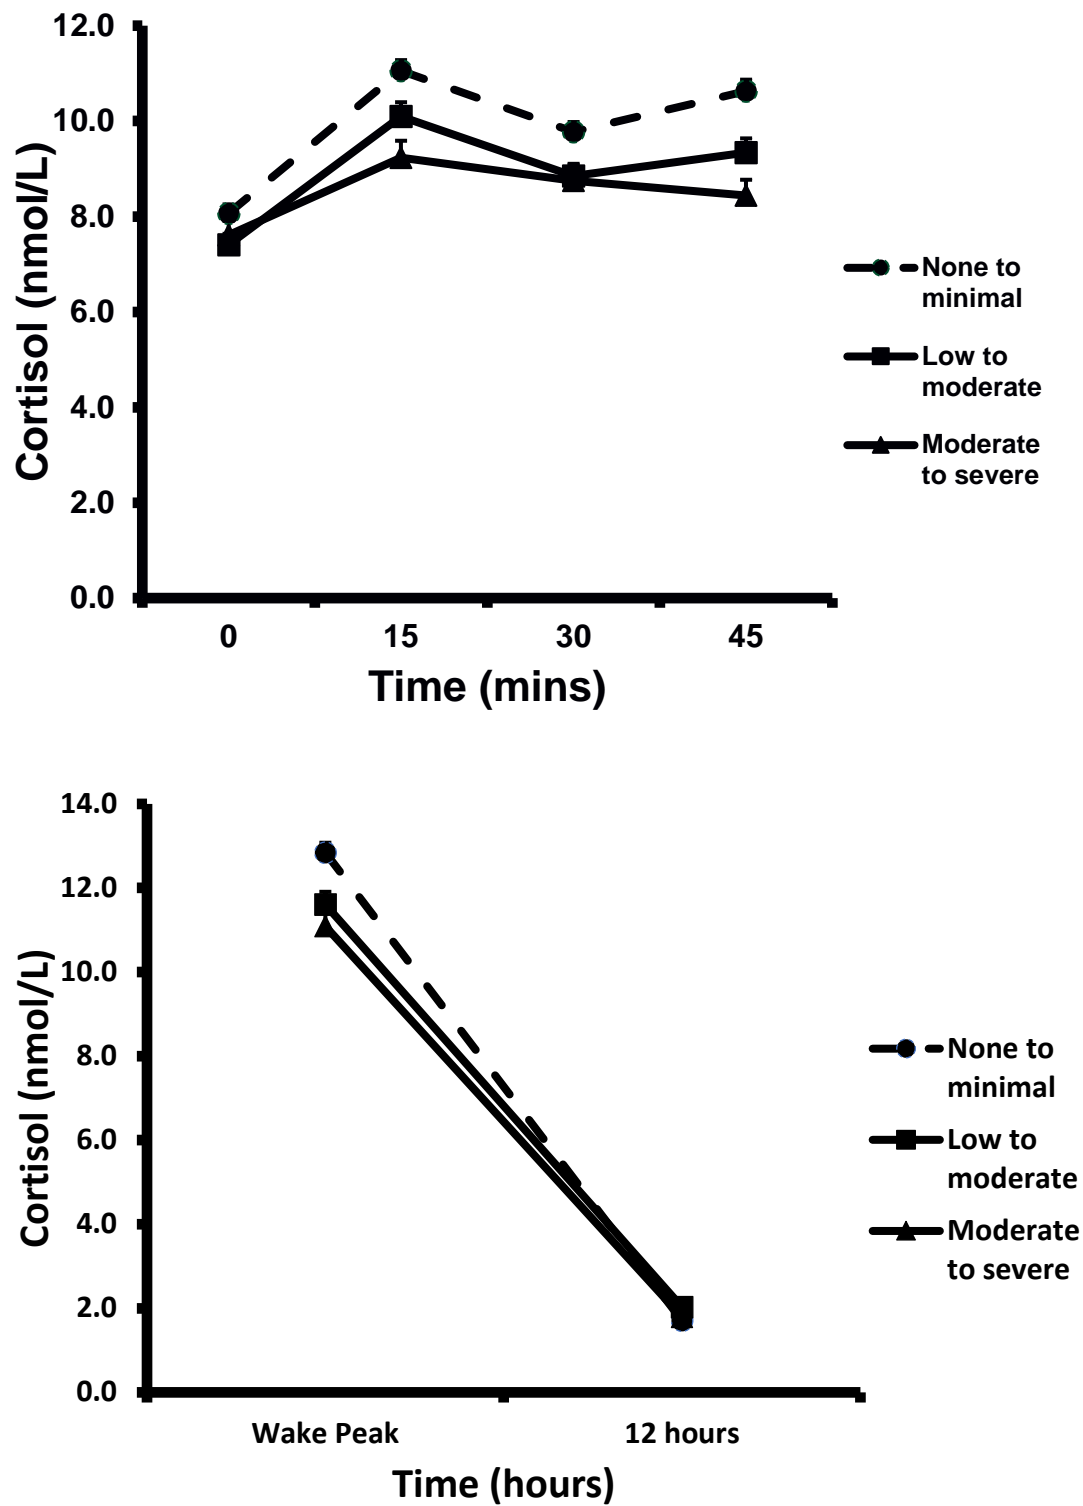 12.0
10.0
8.0
6.0
4.0
2.0
0.0
Cortisol (nmol/L)
0 15 30 45
Time (mins)
None to
minimal
Low to
moderate
Moderate
to severe
14.0
12.0
10.0
8.0
6.0
4.0
2.0
0.0
Cortisol (nmol/L)
Wake Peak 12 hours
Time (hours)
None to
minimal
Low to
moderate
Moderate
to severe